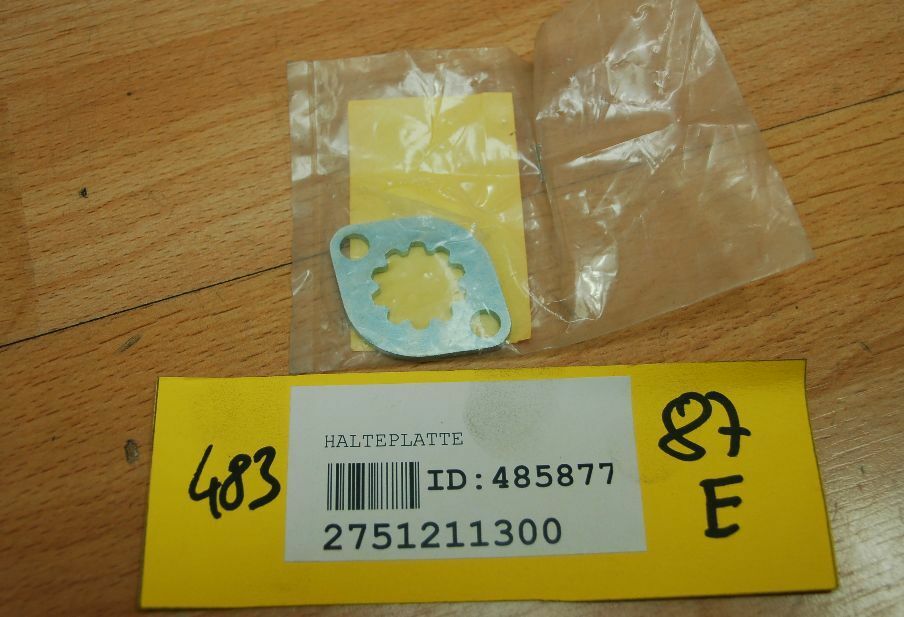 HALTEPLATTE
483
ID:485877
87
E
2751211300